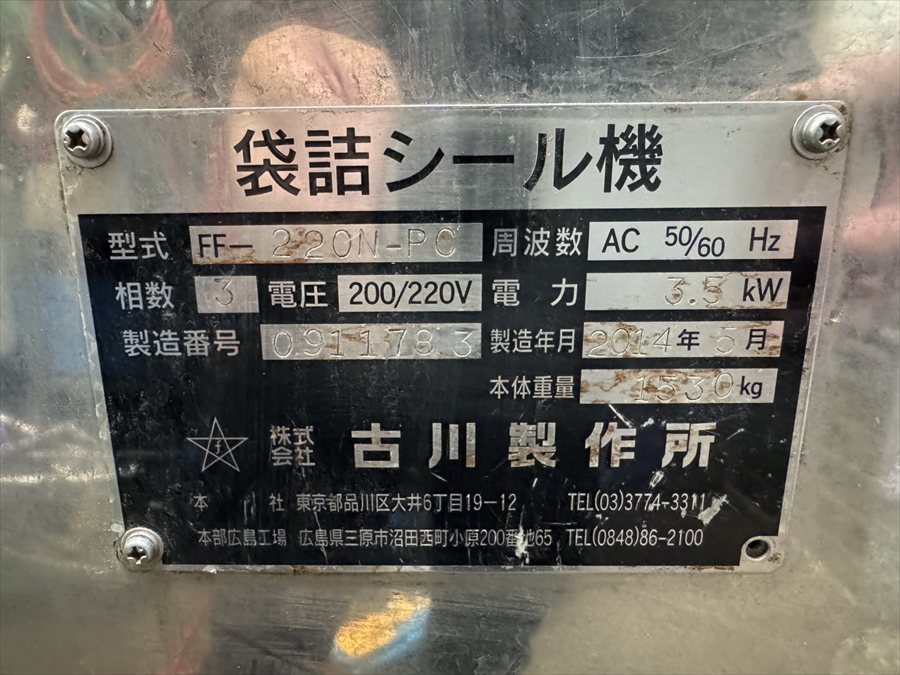 袋詰シール機
型式 FF-220N-PC 周波数 AC 50/60 Hz
相数 3 電圧 200/220V 電力 3.5 kW
製造番号 0911783 製造年月 2014年 5月
本体重量 1530kg
株式会社 古川製作所
本 社 東京都品川区大井6丁目19-12 TEL(03)3774-3311
本部広島工場 広島県三原市沼田西町小原200番地65 TEL(0848)86-2100